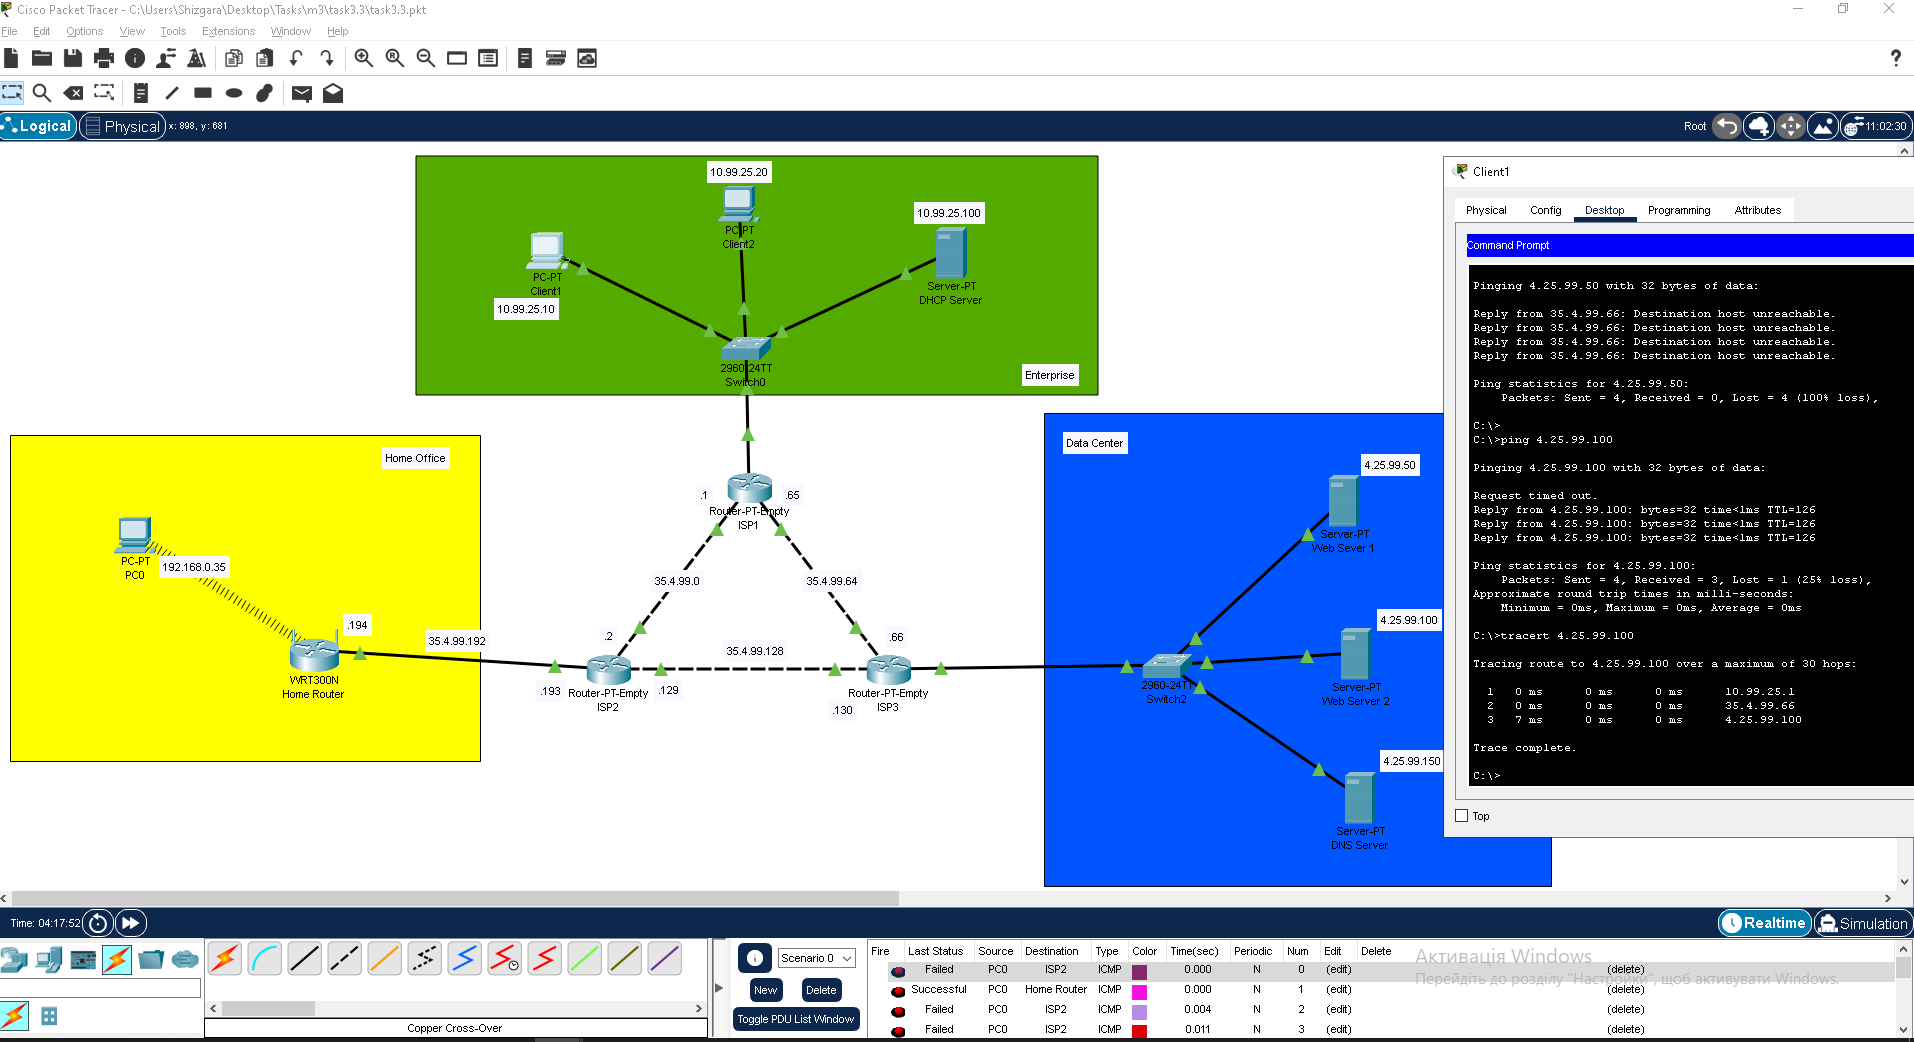 Cisco Packet Tracer - C:\Users\Shizgara\Desktop\Tasks\m3\task3.3\task3.3.pkt
File Edit Options View Tools Extensions Window Help
?
Logical Physical x: 898, y: 681
Root 11:02:30
10.99.25.20
PC-PT
Client2
10.99.25.100
Server-PT
DHCP Server
PC-PT
Client1
10.99.25.10
2960-24TT
Switch0
Enterprise
Home Office
PC-PT
PC0
192.168.0.35
.194
WRT300N
Home Router
35.4.99.192
.1
.65
Router-PT-Empty
ISP1
35.4.99.0
35.4.99.64
.2
.66
35.4.99.128
.193
Router-PT-Empty
ISP2
.129
.130
Router-PT-Empty
ISP3
Data Center
4.25.99.50
Server-PT
Web Sever 1
4.25.99.100
2960-24TT
Switch2
Server-PT
Web Server 2
4.25.99.150
Server-PT
DNS Server
Client1
Physical Config Desktop Programming Attributes
Command Prompt
Pinging 4.25.99.50 with 32 bytes of data:
Reply from 35.4.99.66: Destination host unreachable.
Reply from 35.4.99.66: Destination host unreachable.
Reply from 35.4.99.66: Destination host unreachable.
Reply from 35.4.99.66: Destination host unreachable.
Ping statistics for 4.25.99.50:
Packets: Sent = 4, Received = 0, Lost = 4 (100% loss),
C:\>
C:\>ping 4.25.99.100
Pinging 4.25.99.100 with 32 bytes of data:
Request timed out.
Reply from 4.25.99.100: bytes=32 time<1ms TTL=126
Reply from 4.25.99.100: bytes=32 time<1ms TTL=126
Reply from 4.25.99.100: bytes=32 time<1ms TTL=126
Ping statistics for 4.25.99.100:
Packets: Sent = 4, Received = 3, Lost = 1 (25% loss),
Approximate round trip times in milli-seconds:
Minimum = 0ms, Maximum = 0ms, Average = 0ms
C:\>tracert 4.25.99.100
Tracing route to 4.25.99.100 over a maximum of 30 hops:
1 0 ms 0 ms 0 ms 10.99.25.1
2 0 ms 0 ms 0 ms 35.4.99.66
3 7 ms 0 ms 0 ms 4.25.99.100
Trace complete.
C:\>
Top
Time: 04:17:52
Realtime Simulation
Copper Cross-Over
Scenario 0
New Delete
Toggle PDU List Window
Fire Last Status Source Destination Type Color Time(sec) Periodic Num Edit Delete
Failed PC0 ISP2 ICMP 0.000 N 0 (edit) (delete)
Successful PC0 Home Router ICMP 0.000 N 1 (edit) (delete)
Failed PC0 ISP2 ICMP 0.004 N 2 (edit) (delete)
Failed PC0 ISP2 ICMP 0.011 N 3 (edit) (delete)
Активація Windows
Перейдіть до розділу "Настройки", щоб активувати Windows.